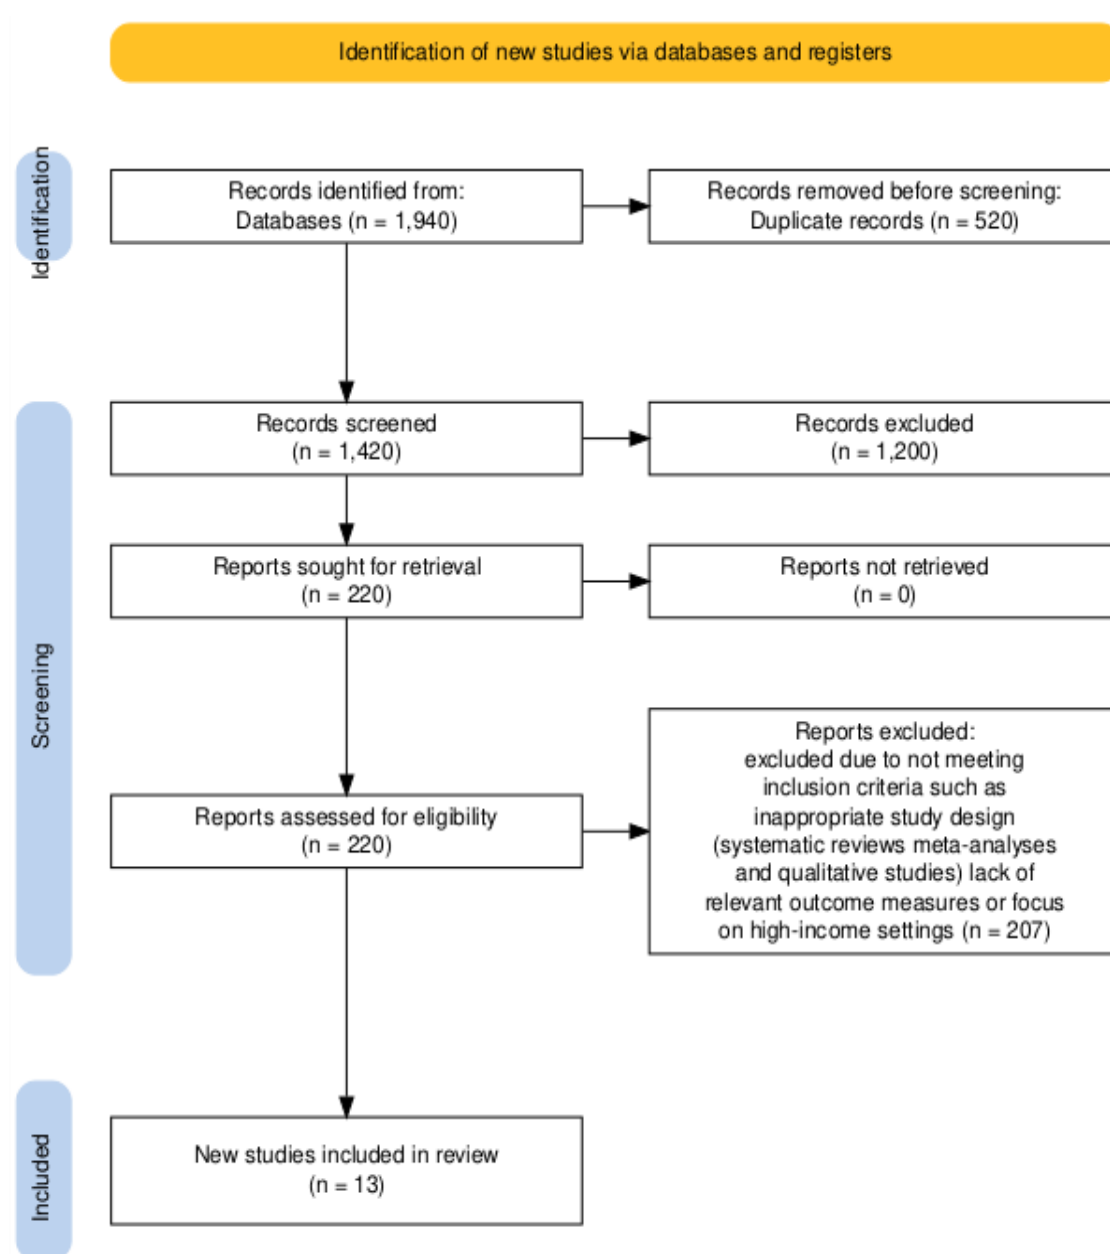 Identification of new studies via databases and registers
Identification
Records identified from:
Databases (n = 1,940)
Records removed before screening:
Duplicate records (n = 520)
Screening
Records screened
(n = 1,420)
Records excluded
(n = 1,200)
Reports sought for retrieval
(n = 220)
Reports not retrieved
(n = 0)
Reports assessed for eligibility
(n = 220)
Reports excluded:
excluded due to not meeting
inclusion criteria such as
inappropriate study design
(systematic reviews meta-analyses
and qualitative studies) lack of
relevant outcome measures or focus
on high-income settings (n = 207)
Included
New studies included in review
(n = 13)